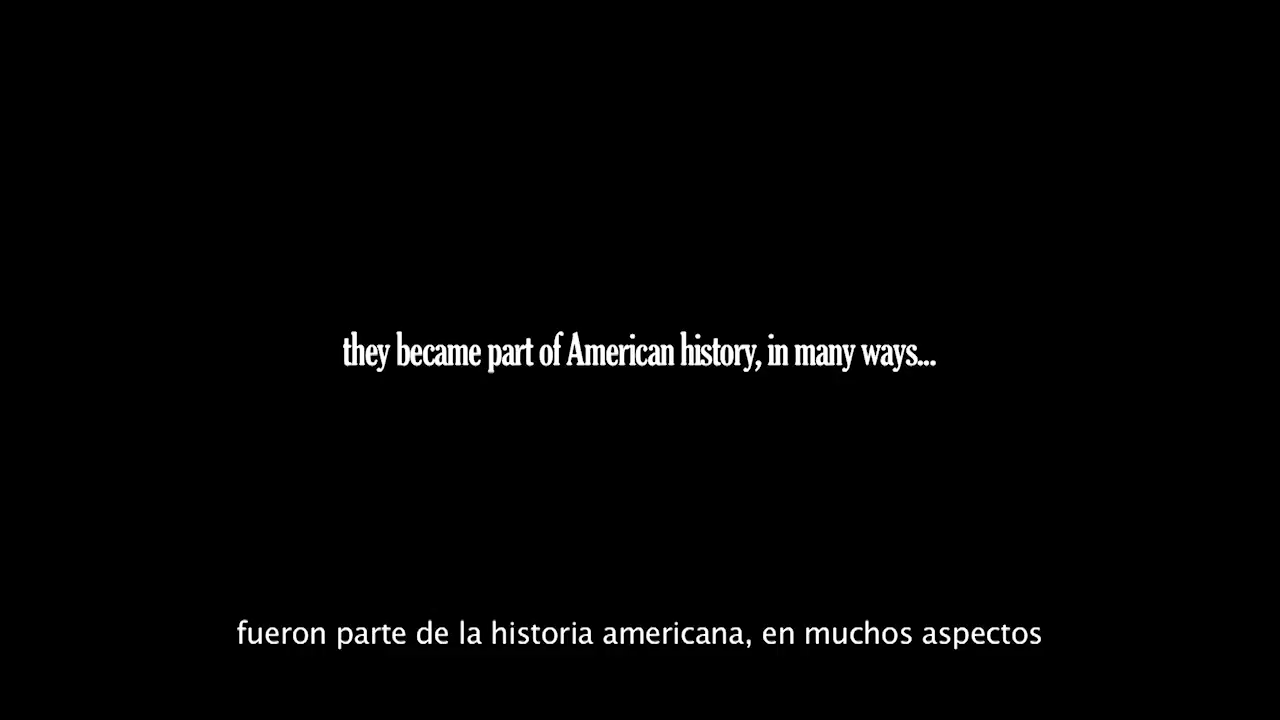 they became part of American history, in many ways...
fueron parte de la historia americana, en muchos aspectos